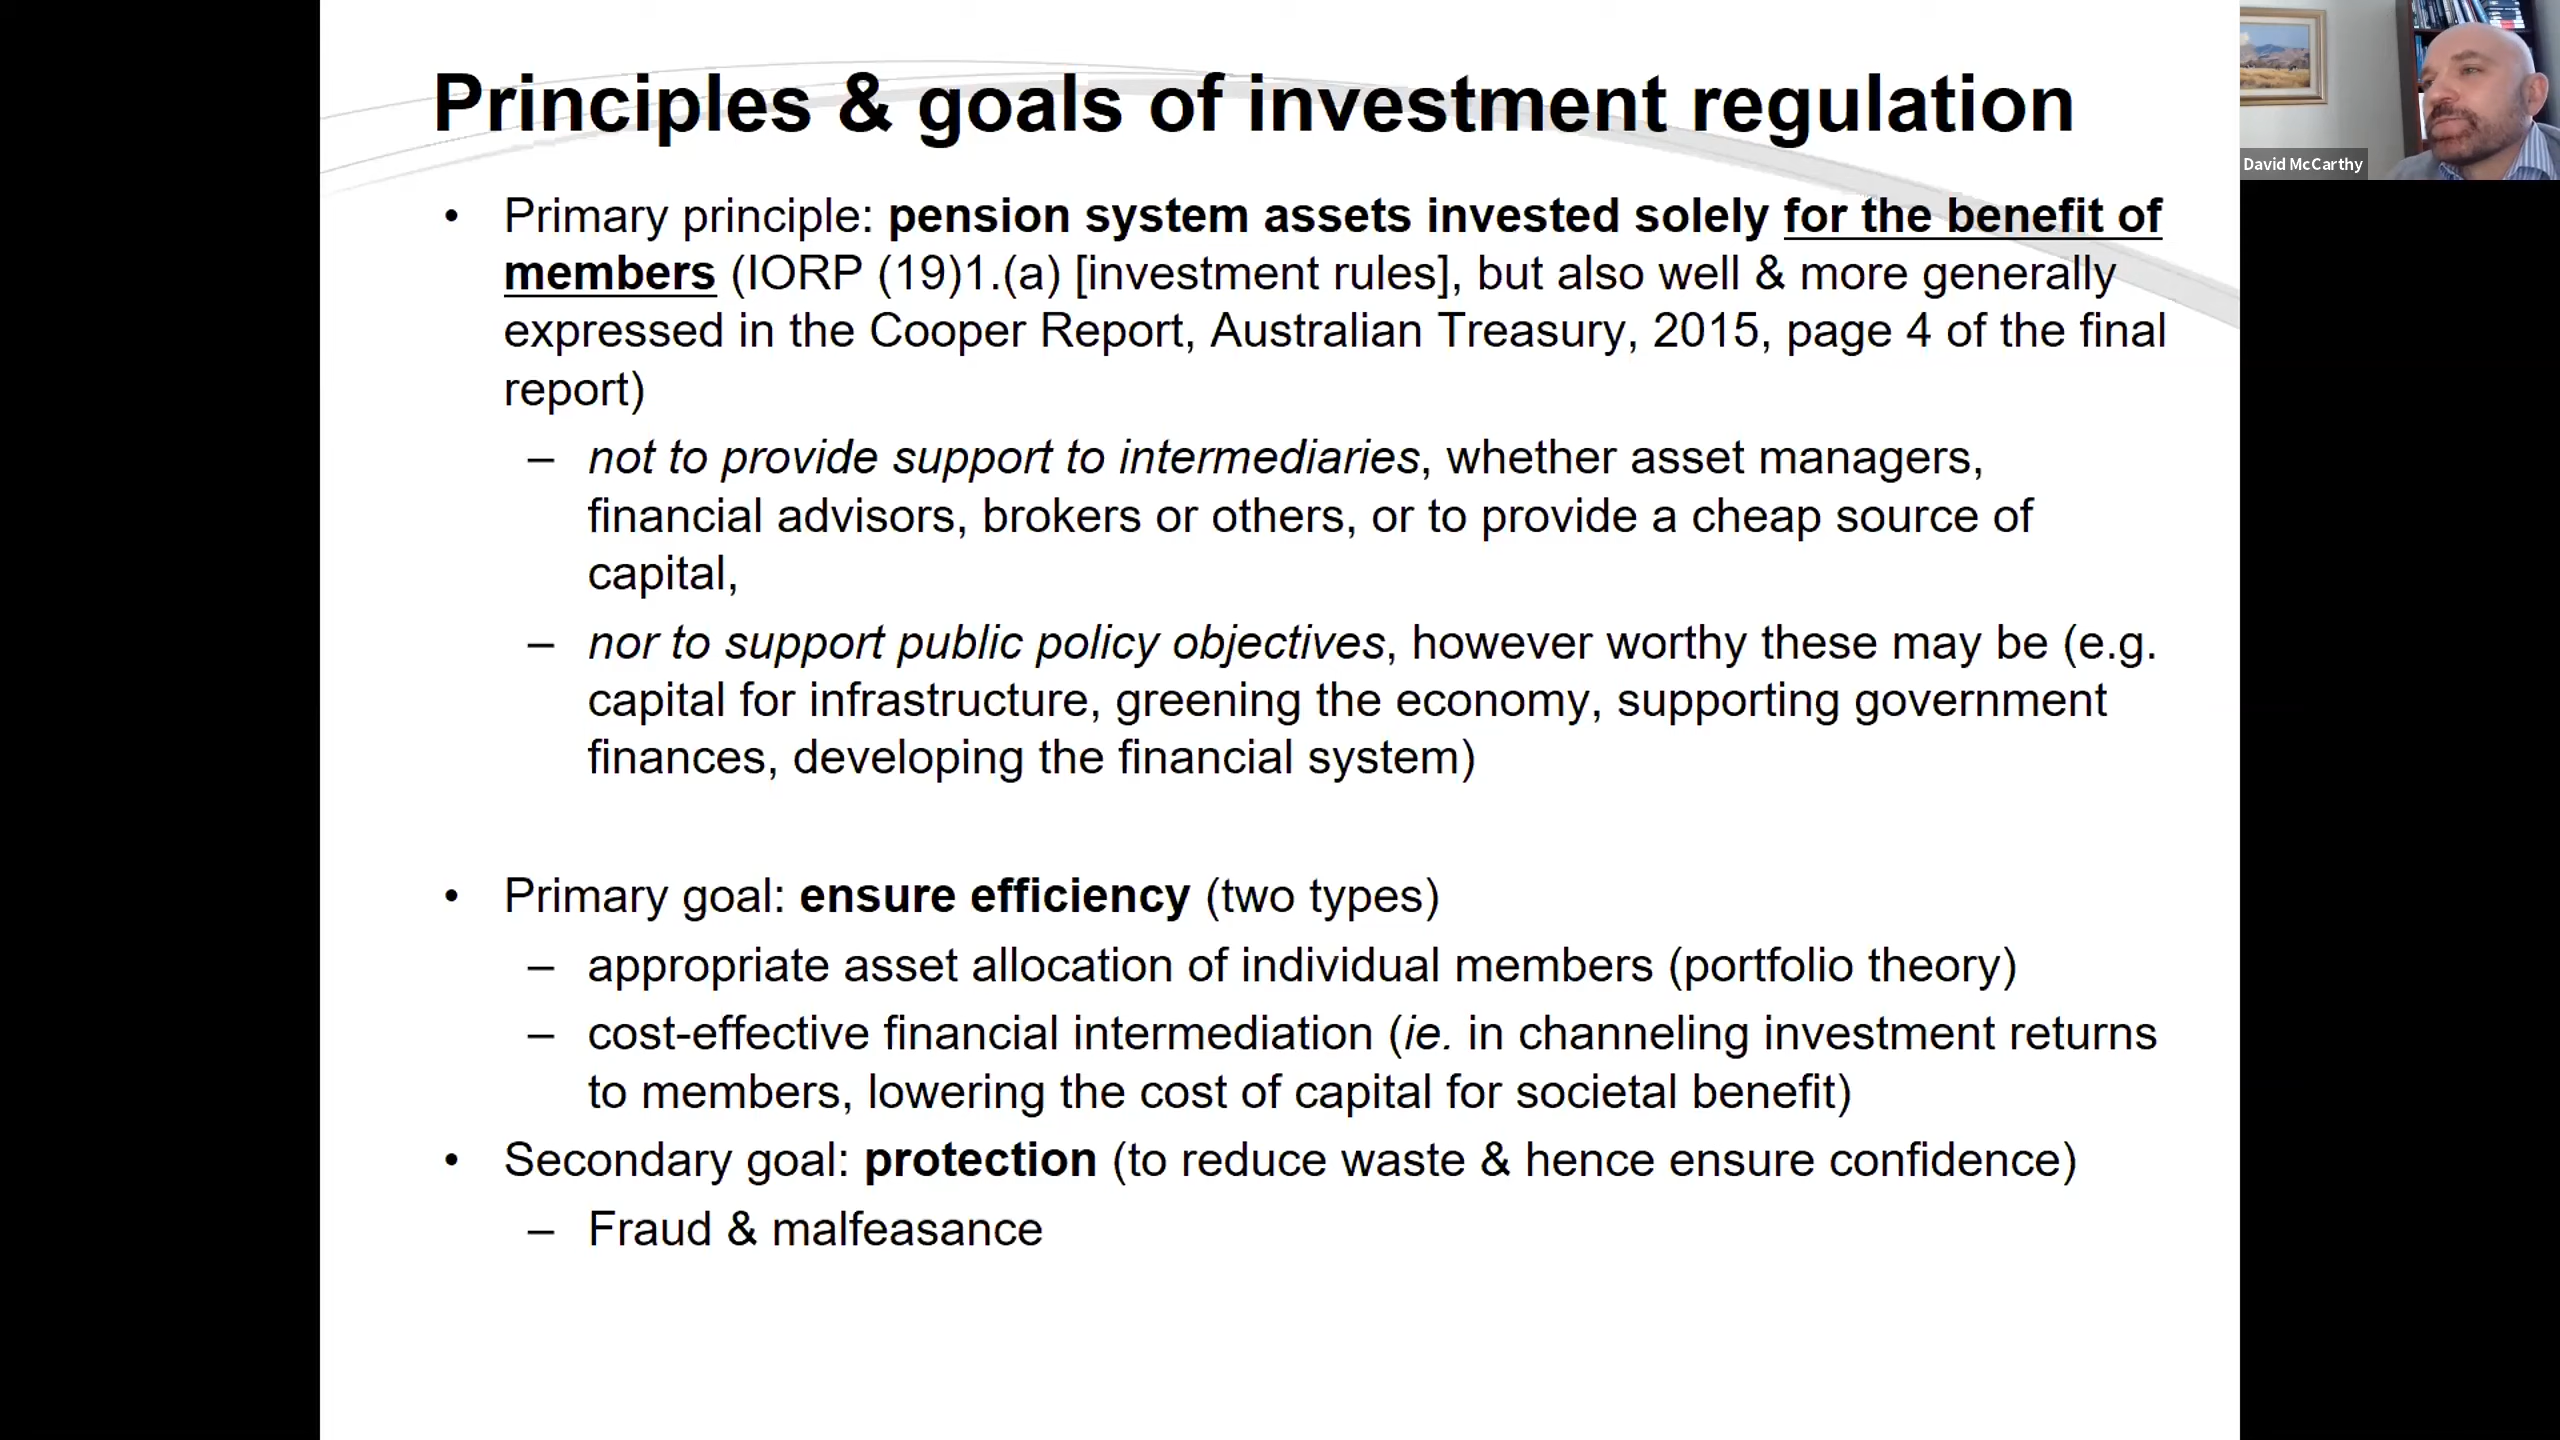 Principles & goals of investment regulation
David McCarthy
• Primary principle: pension system assets invested solely for the benefit of
members (IORP (19)1.(a) [investment rules], but also well & more generally
expressed in the Cooper Report, Australian Treasury, 2015, page 4 of the final
report)
– not to provide support to intermediaries, whether asset managers,
financial advisors, brokers or others, or to provide a cheap source of
capital,
– nor to support public policy objectives, however worthy these may be (e.g.
capital for infrastructure, greening the economy, supporting government
finances, developing the financial system)
• Primary goal: ensure efficiency (two types)
– appropriate asset allocation of individual members (portfolio theory)
– cost-effective financial intermediation (ie. in channeling investment returns
to members, lowering the cost of capital for societal benefit)
• Secondary goal: protection (to reduce waste & hence ensure confidence)
– Fraud & malfeasance